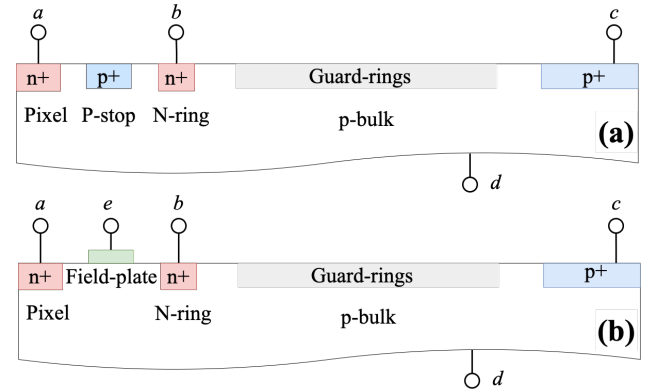 a b c
n+ p+ n+ Guard-rings p+
Pixel P-stop N-ring p-bulk (a)
d
a e b c
n+ Field-plate n+ Guard-rings p+
Pixel N-ring p-bulk (b)
d